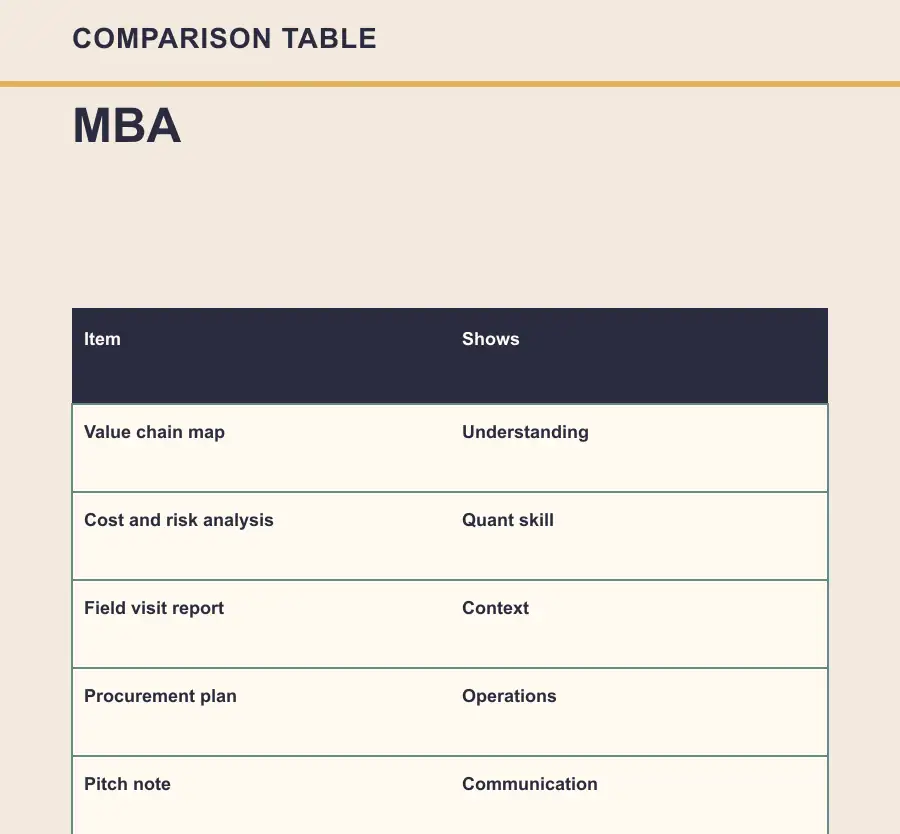 COMPARISON TABLE
MBA
Item Shows
Value chain map Understanding
Cost and risk analysis Quant skill
Field visit report Context
Procurement plan Operations
Pitch note Communication